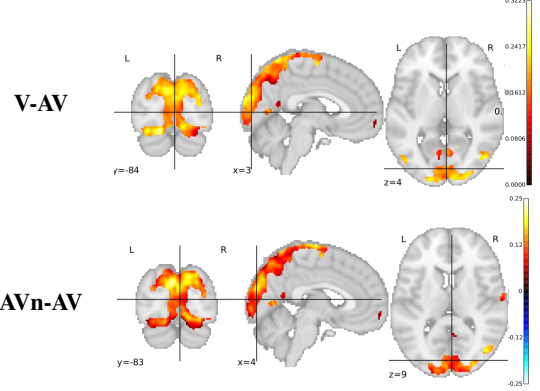 0.3223
L R L R
0.2417
V-AV
0.1612
0.
0.0806
y=-84 x=3 z=4
0.0000
0.25
L R L R
0.12
AVn-AV
0
-0.12
y=-83 x=4 z=9
-0.25